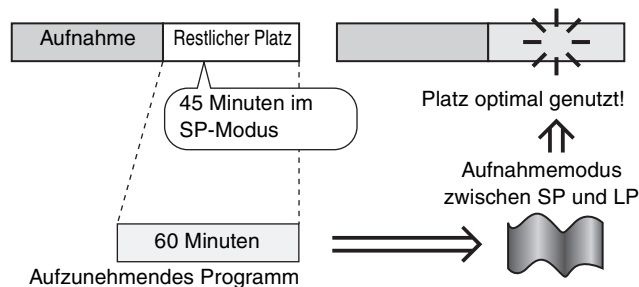 Aufnahme
Restlicher Platz
45 Minuten im
SP-Modus
Platz optimal genutzt!
Aufnahmemodus
zwischen SP und LP
60 Minuten
Aufzunehmendes Programm